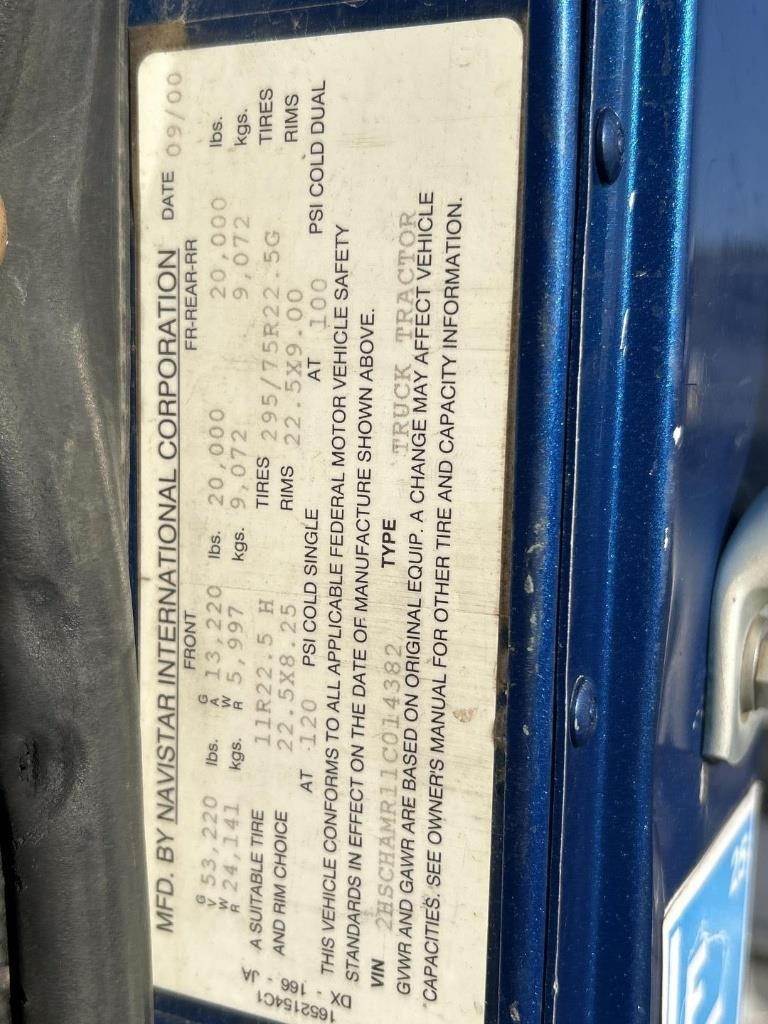 MFD. BY NAVISTAR INTERNATIONAL CORPORATION DATE 09/00
FRONT FR-REAR-RR
GVWR 53,220 lbs. GAWR 13,220 lbs. 20,000 20,000 lbs.
24,141 kgs. 5,997 kgs. 9,072 9,072 kgs.
A SUITABLE TIRE 11R22.5 H TIRES 295/75R22.5G TIRES
AND RIM CHOICE 22.5X8.25 RIMS 22.5X9.00 RIMS
AT 120 PSI COLD SINGLE AT 100 PSI COLD DUAL
THIS VEHICLE CONFORMS TO ALL APPLICABLE FEDERAL MOTOR VEHICLE SAFETY
STANDARDS IN EFFECT ON THE DATE OF MANUFACTURE SHOWN ABOVE.
VIN 2HSCHAMR11C014382 TYPE TRUCK TRACTOR
GVWR AND GAWR ARE BASED ON ORIGINAL EQUIP. A CHANGE MAY AFFECT VEHICLE
CAPACITIES. SEE OWNER'S MANUAL FOR OTHER TIRE AND CAPACITY INFORMATION.
1652154C1
DX - 166 - JA
25